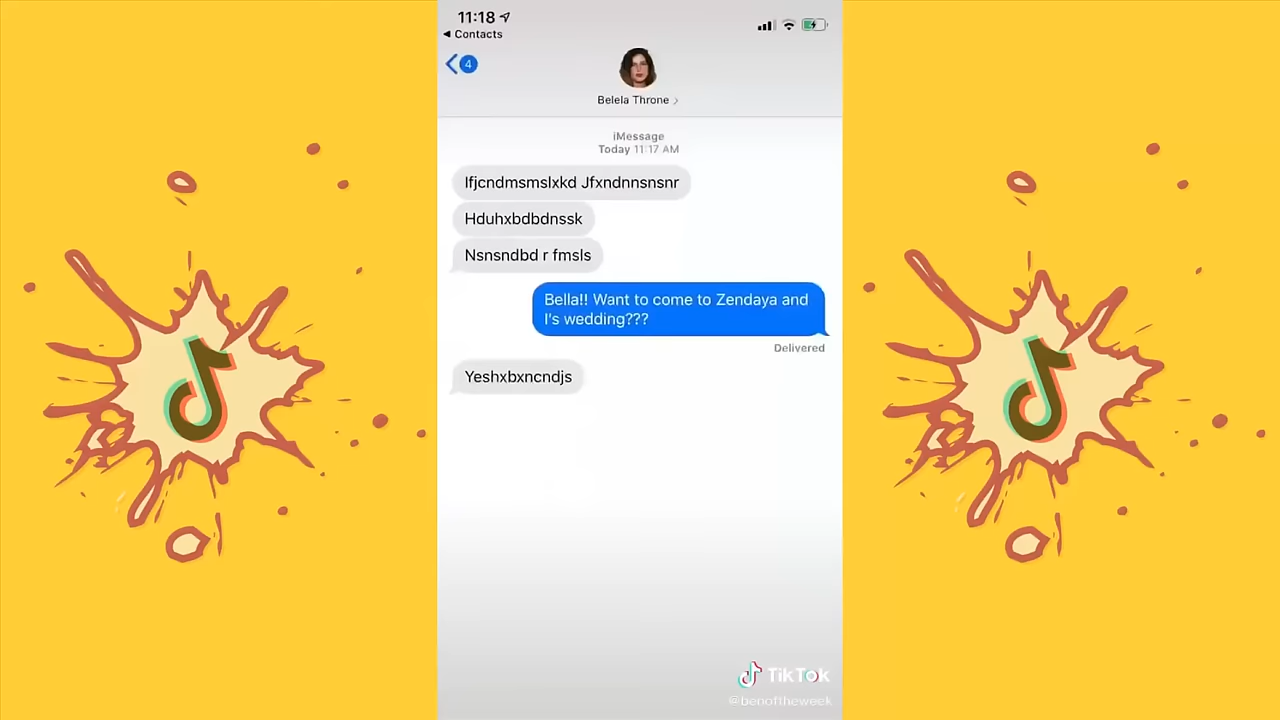 11:18
Contacts
4
Belela Throne
iMessage
Today 11:17 AM
Ifjcndmsmslxkd Jfxndnnsnsnr
Hduhxbdbdnssk
Nsnsndbd r fmsls
Bella!! Want to come to Zendaya and
I's wedding???
Delivered
Yeshxbxncndjs
TikTok
@benoftheweek